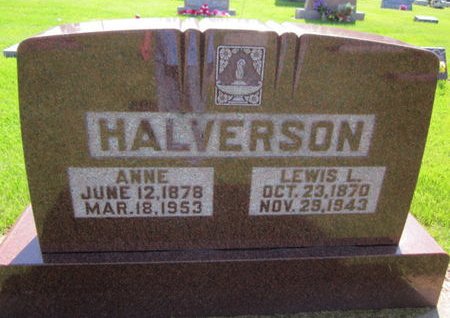 HALVERSON
ANNE
JUNE 12, 1878
MAR. 18, 1953
LEWIS L.
OCT. 23, 1870
NOV. 29, 1943